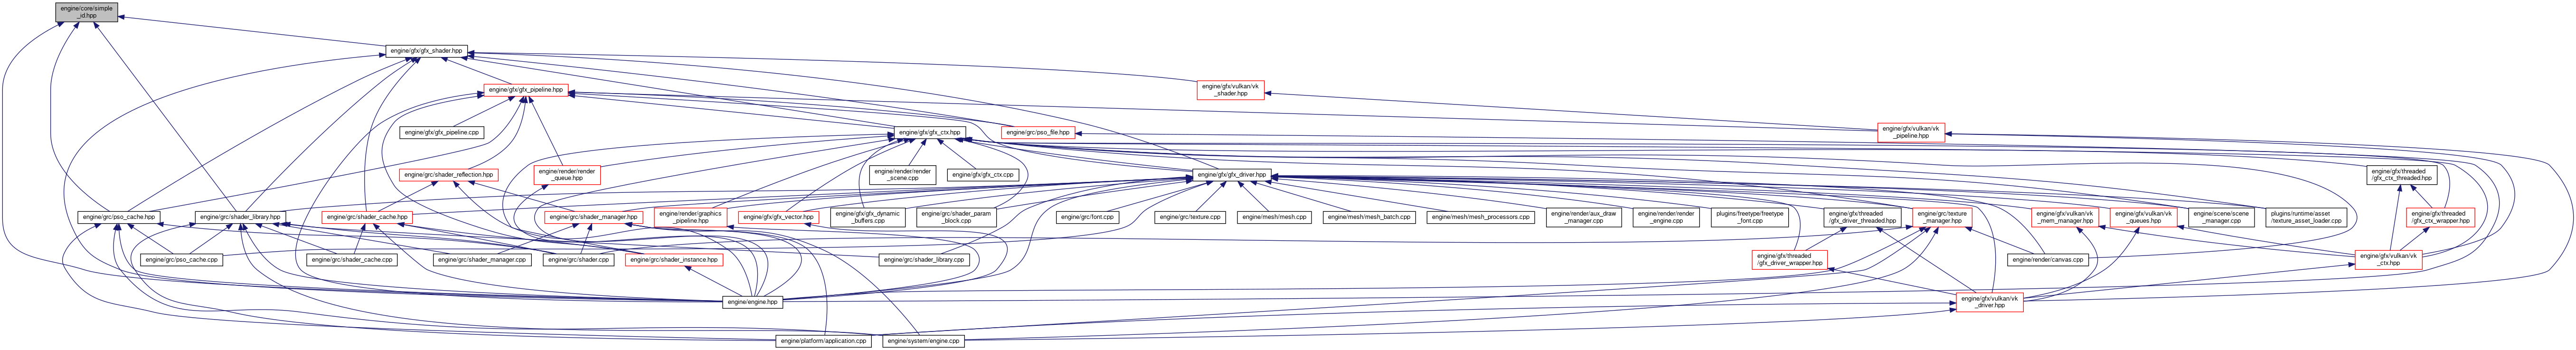 engine/core/simple
_id.hpp
engine/gfx/gfx_shader.hpp
engine/gfx/gfx_pipeline.hpp
engine/gfx/vulkan/vk
_shader.hpp
engine/gfx/gfx_pipeline.cpp
engine/gfx/gfx_ctx.hpp
engine/grc/pso_file.hpp
engine/gfx/vulkan/vk
_pipeline.hpp
engine/grc/shader_reflection.hpp
engine/render/render
_queue.hpp
engine/render/render
_scene.cpp
engine/gfx/gfx_ctx.cpp
engine/gfx/gfx_driver.hpp
engine/gfx/threaded
/gfx_ctx_threaded.hpp
engine/grc/pso_cache.hpp
engine/grc/shader_library.hpp
engine/grc/shader_cache.hpp
engine/grc/shader_manager.hpp
engine/render/graphics
_pipeline.hpp
engine/gfx/gfx_vector.hpp
engine/gfx/gfx_dynamic
_buffers.cpp
engine/grc/shader_param
_block.cpp
engine/grc/font.cpp
engine/grc/texture.cpp
engine/mesh/mesh.cpp
engine/mesh/mesh_batch.cpp
engine/mesh/mesh_processors.cpp
engine/render/aux_draw
_manager.cpp
engine/render/render
_engine.cpp
plugins/freetype/freetype
_font.cpp
engine/gfx/threaded
/gfx_driver_threaded.hpp
engine/grc/texture
_manager.hpp
engine/gfx/vulkan/vk
_mem_manager.hpp
engine/gfx/vulkan/vk
_queues.hpp
engine/scene/scene
_manager.cpp
plugins/runtime/asset
/texture_asset_loader.cpp
engine/gfx/threaded
/gfx_ctx_wrapper.hpp
engine/grc/pso_cache.cpp
engine/grc/shader_cache.cpp
engine/grc/shader_manager.cpp
engine/grc/shader.cpp
engine/grc/shader_instance.hpp
engine/grc/shader_library.cpp
engine/gfx/threaded
/gfx_driver_wrapper.hpp
engine/render/canvas.cpp
engine/gfx/vulkan/vk
_ctx.hpp
engine/engine.hpp
engine/gfx/vulkan/vk
_driver.hpp
engine/platform/application.cpp
engine/system/engine.cpp